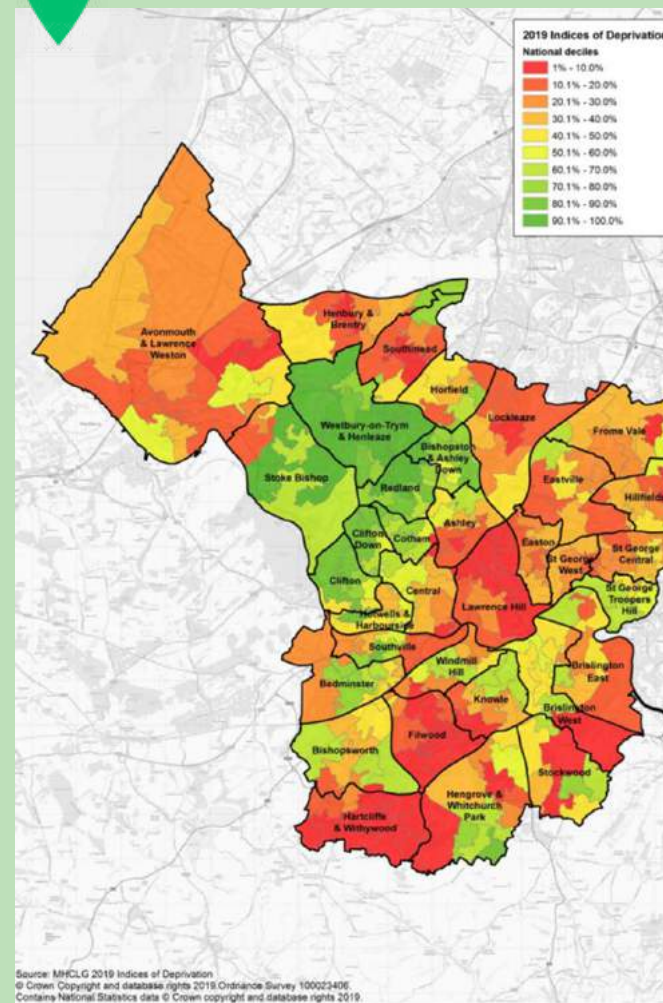 2019 Indices of Deprivation
National deciles
1% - 10.0%
10.1% - 20.0%
20.1% - 30.0%
30.1% - 40.0%
40.1% - 50.0%
50.1% - 60.0%
60.1% - 70.0%
70.1% - 80.0%
80.1% - 90.0%
90.1% - 100.0%
Avonmouth
& Lawrence
Weston
Henbury &
Brentry
Southmead
Horfield
Lockleaze
Frome Vale
Westbury-on-Trym
& Henleaze
Bishopston
& Ashley
Down
Stoke Bishop
Redland
Eastville
Hillfields
Ashley
Clifton
Down
Cotham
Easton
St George
West
St George
Central
Clifton
Central
Lawrence Hill
St George
Troopers
Hill
Hotwells &
Harbourside
Southville
Windmill
Hill
Bedminster
Knowle
Brislington
East
Brislington
West
Bishopsworth
Filwood
Stockwood
Hengrove &
Whitchurch
Park
Hartcliffe
& Withywood
Source: MHCLG 2019 Indices of Deprivation
© Crown Copyright and database rights 2019.Ordnance Survey 100023406.
Contains National Statistics data © Crown copyright and database rights 2019.